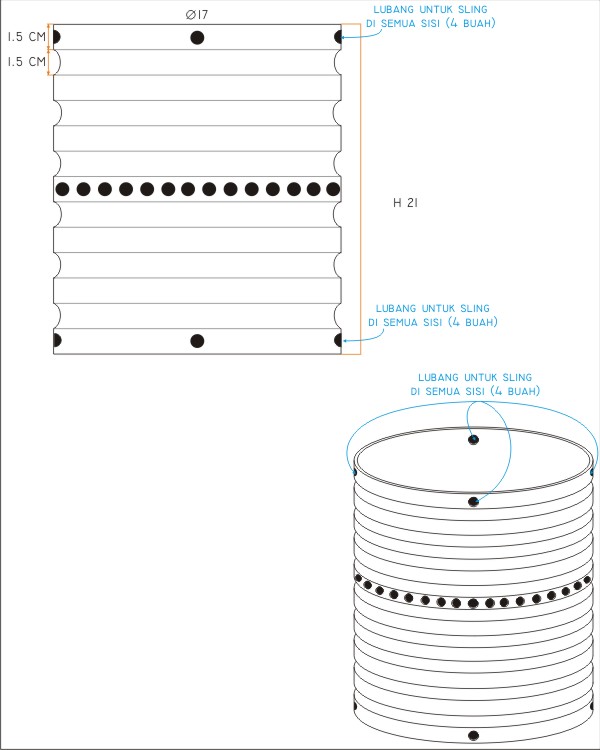 Ø17
LUBANG UNTUK SLING
DI SEMUA SISI (4 BUAH)
1.5 CM
1.5 CM
H 21
LUBANG UNTUK SLING
DI SEMUA SISI (4 BUAH)
LUBANG UNTUK SLING
DI SEMUA SISI (4 BUAH)